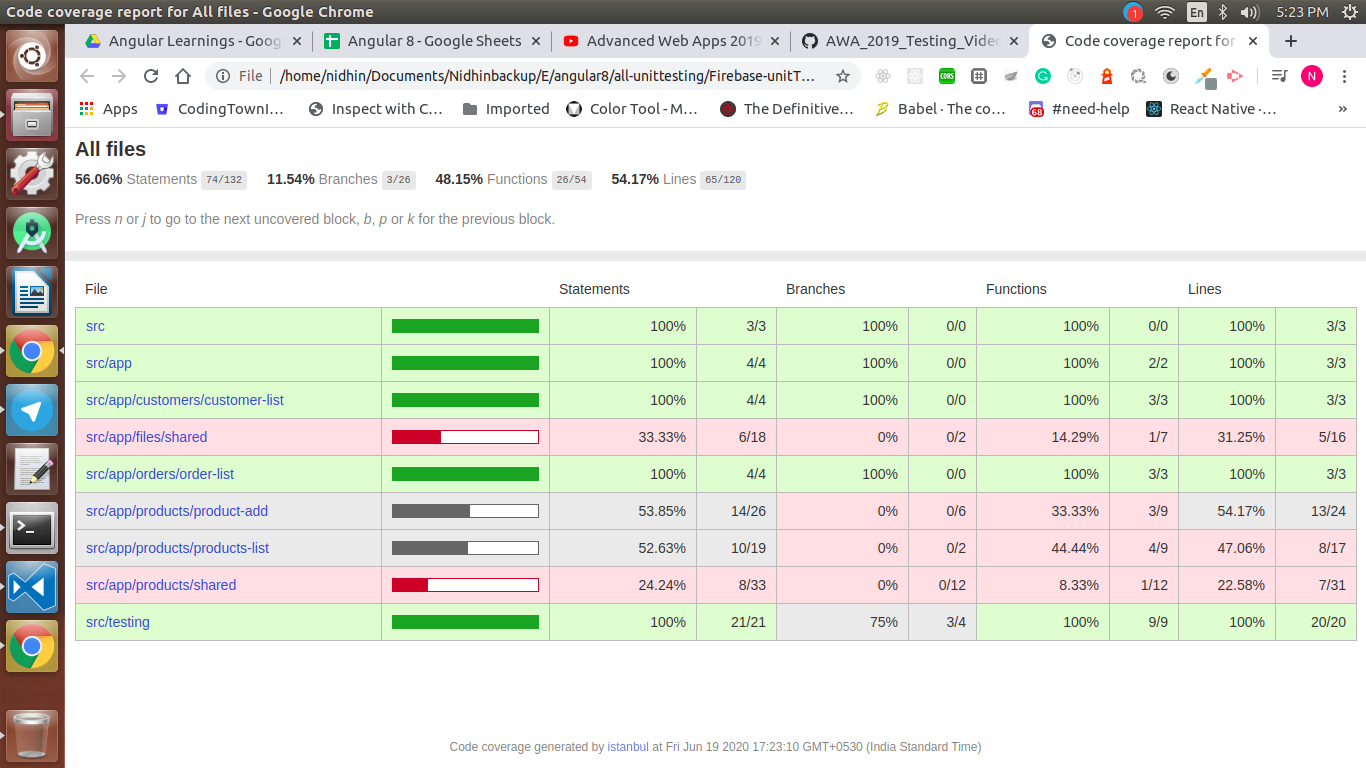 Code coverage report for All files - Google Chrome
1
En
5:23 PM
Angular Learnings - Goog
Angular 8 - Google Sheets
Advanced Web Apps 2019
AWA_2019_Testing_Video
Code coverage report for
File
/home/nidhin/Documents/Nidhinbackup/E/angular8/all-unittesting/Firebase-unitT...
CORS
N
Apps
CodingTownI...
Inspect with C...
Imported
Color Tool - M...
The Definitive...
Babel · The co...
68
#need-help
React Native ·...
»
All files
56.06% Statements 74/132 11.54% Branches 3/26 48.15% Functions 26/54 54.17% Lines 65/120
Press n or j to go to the next uncovered block, b, p or k for the previous block.
File Statements Branches Functions Lines
src 100% 3/3 100% 0/0 100% 0/0 100% 3/3
src/app 100% 4/4 100% 0/0 100% 2/2 100% 3/3
src/app/customers/customer-list 100% 4/4 100% 0/0 100% 3/3 100% 3/3
src/app/files/shared 33.33% 6/18 0% 0/2 14.29% 1/7 31.25% 5/16
src/app/orders/order-list 100% 4/4 100% 0/0 100% 3/3 100% 3/3
src/app/products/product-add 53.85% 14/26 0% 0/6 33.33% 3/9 54.17% 13/24
src/app/products/products-list 52.63% 10/19 0% 0/2 44.44% 4/9 47.06% 8/17
src/app/products/shared 24.24% 8/33 0% 0/12 8.33% 1/12 22.58% 7/31
src/testing 100% 21/21 75% 3/4 100% 9/9 100% 20/20
Code coverage generated by istanbul at Fri Jun 19 2020 17:23:10 GMT+0530 (India Standard Time)